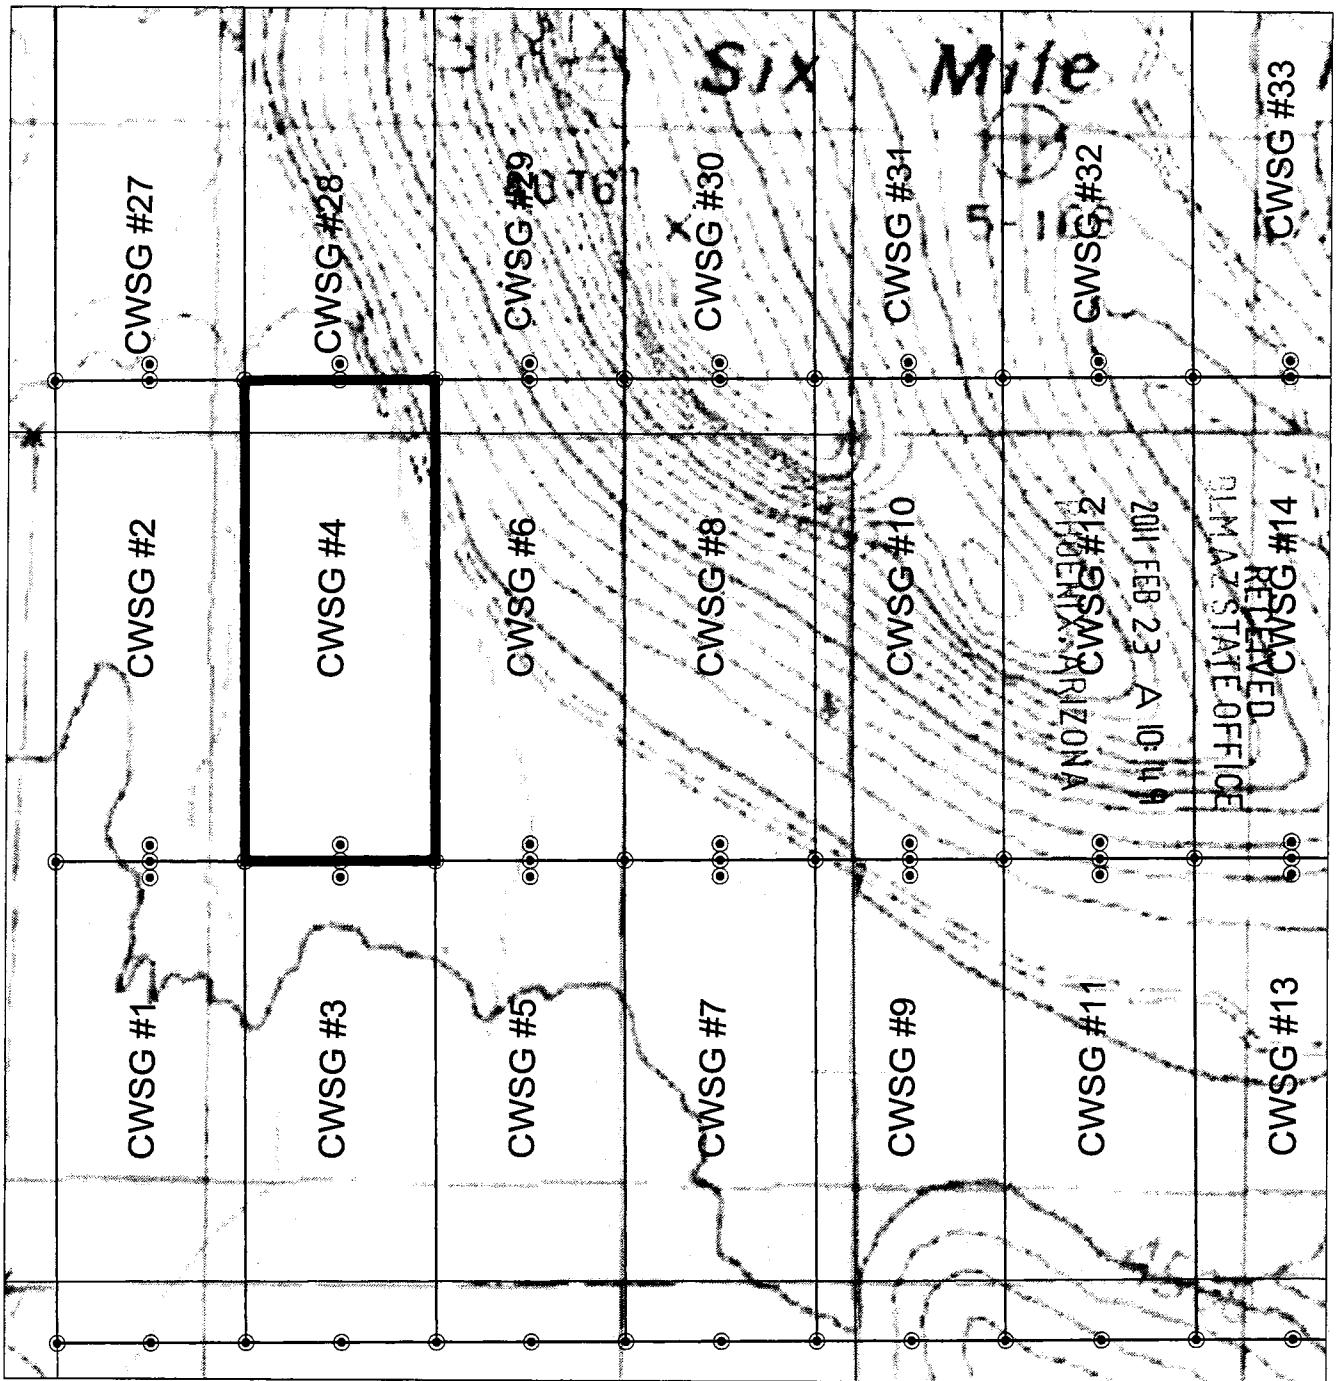 Six Mile
CWSG #27
CWSG #28
CWSG #29
CWSG #30
CWSG #31
CWSG #32
CWSG #33
CWSG #2
CWSG #4
CWSG #6
CWSG #8
CWSG #10
CWSG #12
CWSG #14
RECEIVED
BLM AZ STATE OFFICE
2011 FEB 23 A 10:49
PHOENIX, ARIZONA
CWSG #1
CWSG #3
CWSG #5
CWSG #7
CWSG #9
CWSG #11
CWSG #13